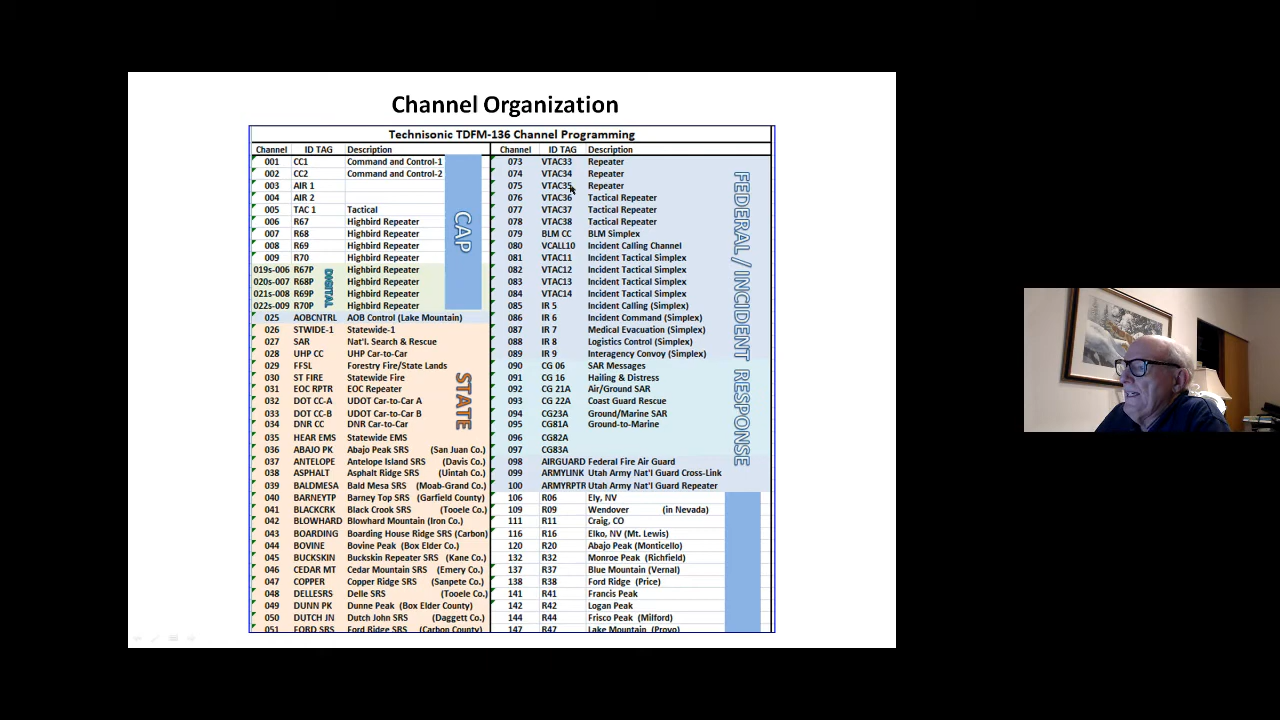 Channel Organization
Technisonic TDFM-136 Channel Programming
Channel ID TAG Description
001 CC1 Command and Control-1
002 CC2 Command and Control-2
003 AIR 1
004 AIR 2
005 TAC 1 Tactical
006 R67 Highbird Repeater
007 R68 Highbird Repeater
008 R69 Highbird Repeater
009 R70 Highbird Repeater
CAP
019s-006 R67P Highbird Repeater
020s-007 R68P Highbird Repeater
021s-008 R69P Highbird Repeater
022s-009 R70P Highbird Repeater
DIGITAL
025 AOBCNTRL AOB Control (Lake Mountain)
026 STWIDE-1 Statewide-1
027 SAR Nat'l. Search & Rescue
028 UHP CC UHP Car-to-Car
029 FFSL Forestry Fire/State Lands
030 ST FIRE Statewide Fire
031 EOC RPTR EOC Repeater
032 DOT CC-A UDOT Car-to-Car A
033 DOT CC-B UDOT Car-to-Car B
034 DNR CC DNR Car-to-Car
STATE
035 HEAR EMS Statewide EMS
036 ABAJO PK Abajo Peak SRS (San Juan Co.)
037 ANTELOPE Antelope Island SRS (Davis Co.)
038 ASPHALT Asphalt Ridge SRS (Uintah Co.)
039 BALDMESA Bald Mesa SRS (Moab-Grand Co.)
040 BARNEYTP Barney Top SRS (Garfield County)
041 BLACKCRK Black Crook SRS (Tooele Co.)
042 BLOWHARD Blowhard Mountain (Iron Co.)
043 BOARDING Boarding House Ridge SRS (Carbon)
044 BOVINE Bovine Peak (Box Elder Co.)
045 BUCKSKIN Buckskin Repeater SRS (Kane Co.)
046 CEDAR MT Cedar Mountain SRS (Emery Co.)
047 COPPER Copper Ridge SRS (Sanpete Co.)
048 DELLESRS Delle SRS (Tooele Co.)
049 DUNN PK Dunne Peak (Box Elder County)
050 DUTCH JN Dutch John SRS (Daggett Co.)
051 FORD SRS Ford Ridge SRS (Carbon County)
Channel ID TAG Description
073 VTAC33 Repeater
074 VTAC34 Repeater
075 VTAC35 Repeater
076 VTAC36 Tactical Repeater
077 VTAC37 Tactical Repeater
078 VTAC38 Tactical Repeater
079 BLM CC BLM Simplex
080 VCALL10 Incident Calling Channel
081 VTAC11 Incident Tactical Simplex
082 VTAC12 Incident Tactical Simplex
083 VTAC13 Incident Tactical Simplex
084 VTAC14 Incident Tactical Simplex
085 IR 5 Incident Calling (Simplex)
086 IR 6 Incident Command (Simplex)
087 IR 7 Medical Evacuation (Simplex)
088 IR 8 Logistics Control (Simplex)
089 IR 9 Interagency Convoy (Simplex)
090 CG 06 SAR Messages
091 CG 16 Hailing & Distress
092 CG 21A Air/Ground SAR
093 CG 22A Coast Guard Rescue
094 CG23A Ground/Marine SAR
095 CG81A Ground-to-Marine
096 CG82A
097 CG83A
098 AIRGUARD Federal Fire Air Guard
099 ARMYLINK Utah Army Nat'l Guard Cross-Link
100 ARMYRPTR Utah Army Nat'l Guard Repeater
FEDERAL / INCIDENT RESPONSE
106 R06 Ely, NV
109 R09 Wendover (in Nevada)
111 R11 Craig, CO
116 R16 Elko, NV (Mt. Lewis)
120 R20 Abajo Peak (Monticello)
132 R32 Monroe Peak (Richfield)
137 R37 Blue Mountain (Vernal)
138 R38 Ford Ridge (Price)
141 R41 Francis Peak
142 R42 Logan Peak
144 R44 Frisco Peak (Milford)
147 R47 Lake Mountain (Provo)